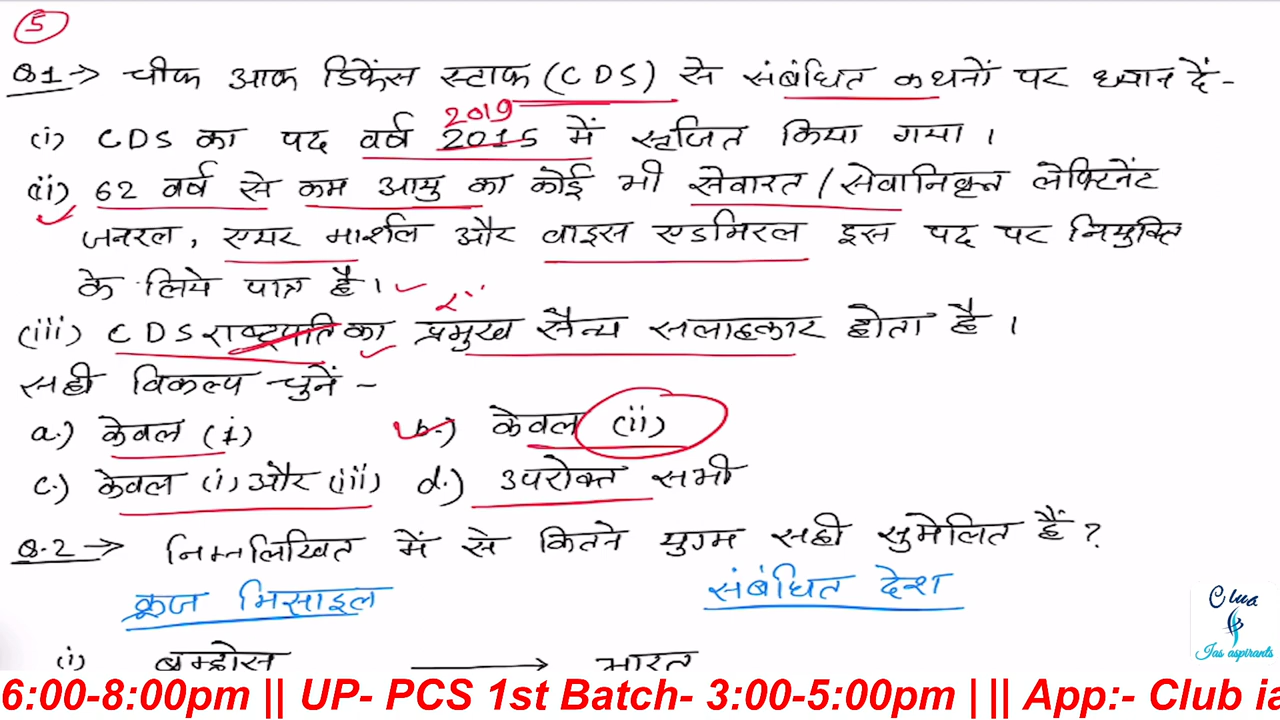 5
Q.1→ चीफ आफ डिफेंस स्टाफ (CDS) से संबंधित कथनों पर ध्यान दें-
2019
(i) CDS का पद वर्ष 2015 में सृजित किया गया।
(ii) 62 वर्ष से कम आयु का कोई भी सेवारत/सेवानिवृत्त लेफ्टिनेंट
जनरल, एयर मार्शल और वाइस एडमिरल इस पद पर नियुक्ति
के लिये पात्र है।
(iii) CDS राष्ट्रपति का प्रमुख सैन्य सलाहकार होता है।
सही विकल्प चुनें -
a.) केवल (i) b.) केवल (ii)
c.) केवल (i) और (iii) d.) उपरोक्त सभी
Q.2→ निम्नलिखित में से कितने युग्म सही सुमेलित हैं?
क्रूज मिसाइल संबंधित देश
(i) ब्रम्होस → भारत
Club
Ias aspirants
6:00-8:00pm || UP- PCS 1st Batch- 3:00-5:00pm | || App:- Club ia